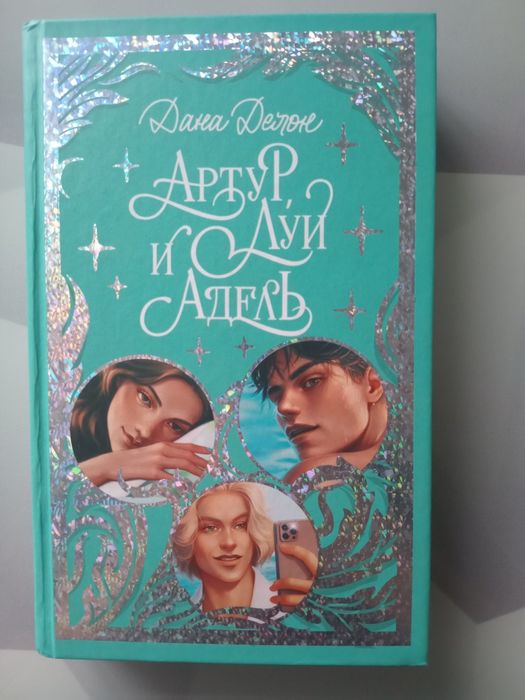 Дана Делон
Артур,
Луи
и
Адель